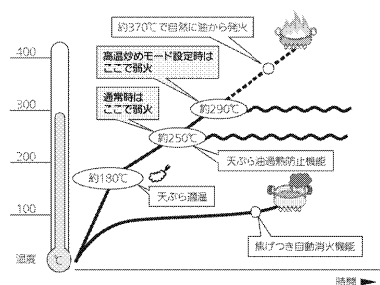 約370℃で自然に油から発火
400
高温炒めモード設定時は
ここで弱火
通常時は
ここで弱火
300
約290℃
約250℃
200
天ぷら油過熱防止機能
約180℃
天ぷら適温
100
焦げつき自動消火機能
温度
℃
時間